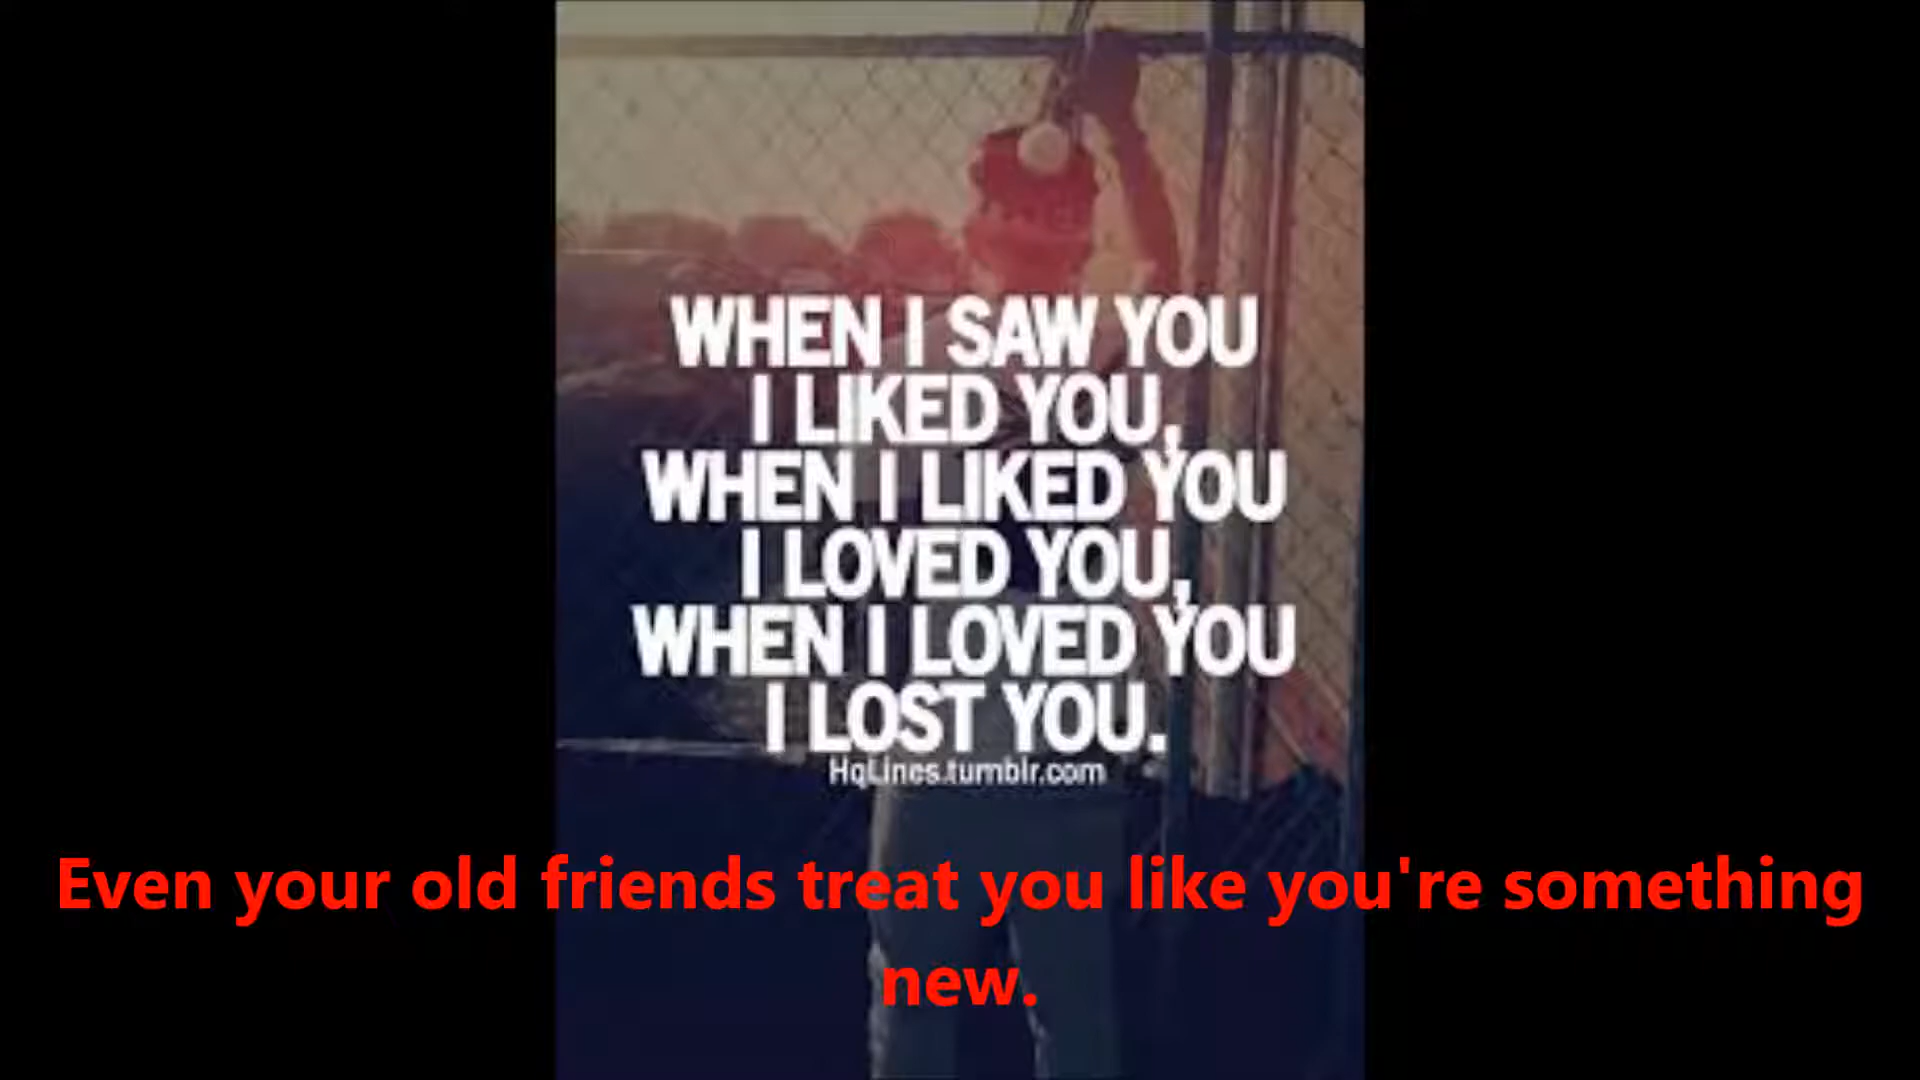 WHEN I SAW YOU
I LIKED YOU,
WHEN I LIKED YOU
I LOVED YOU,
WHEN I LOVED YOU
I LOST YOU.
HqLines.tumblr.com
Even your old friends treat you like you're something
new.